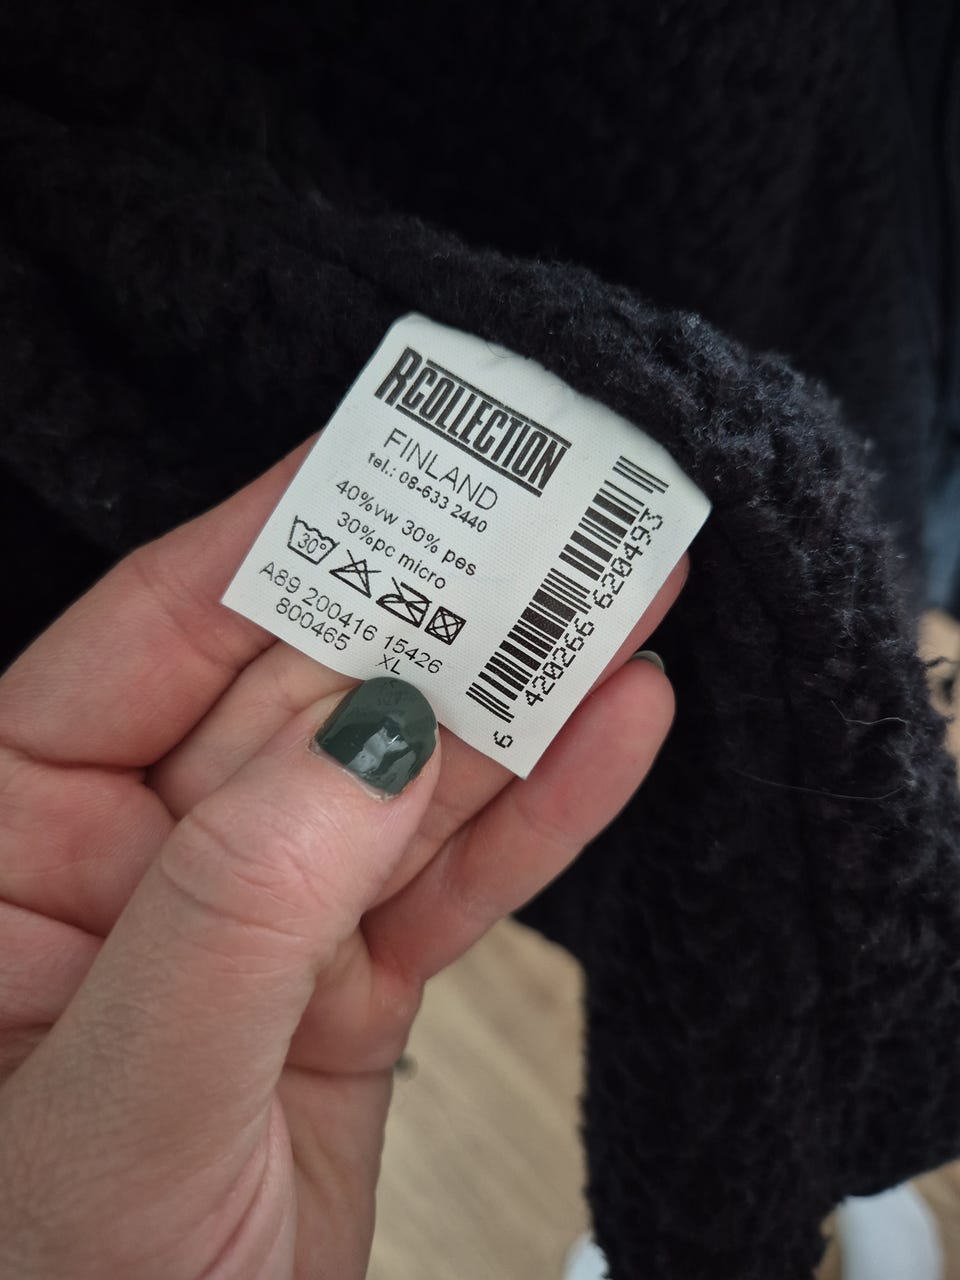 RCOLLECTION
FINLAND
tel.: 08-633 2440
40%vw 30% pes
30%pc micro
30°
A89 200416 15426
800465 XL
6 420266 620493